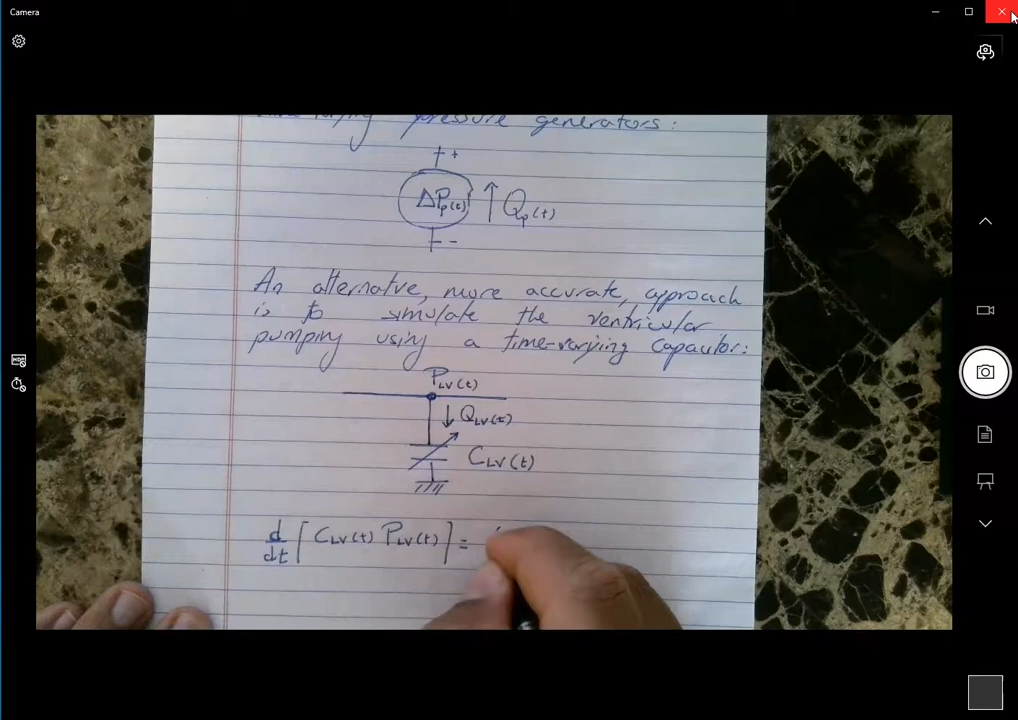 Camera
pressure generators:
+
ΔPp(t) ↑ Qp(t)
-
An alternatve, more accurate, approach
is to simulate the ventricular
pumping using a time-varying capacitor:
PLV(t)
↓ QLV(t)
CLV(t)
d/dt [CLV(t) PLV(t)] =